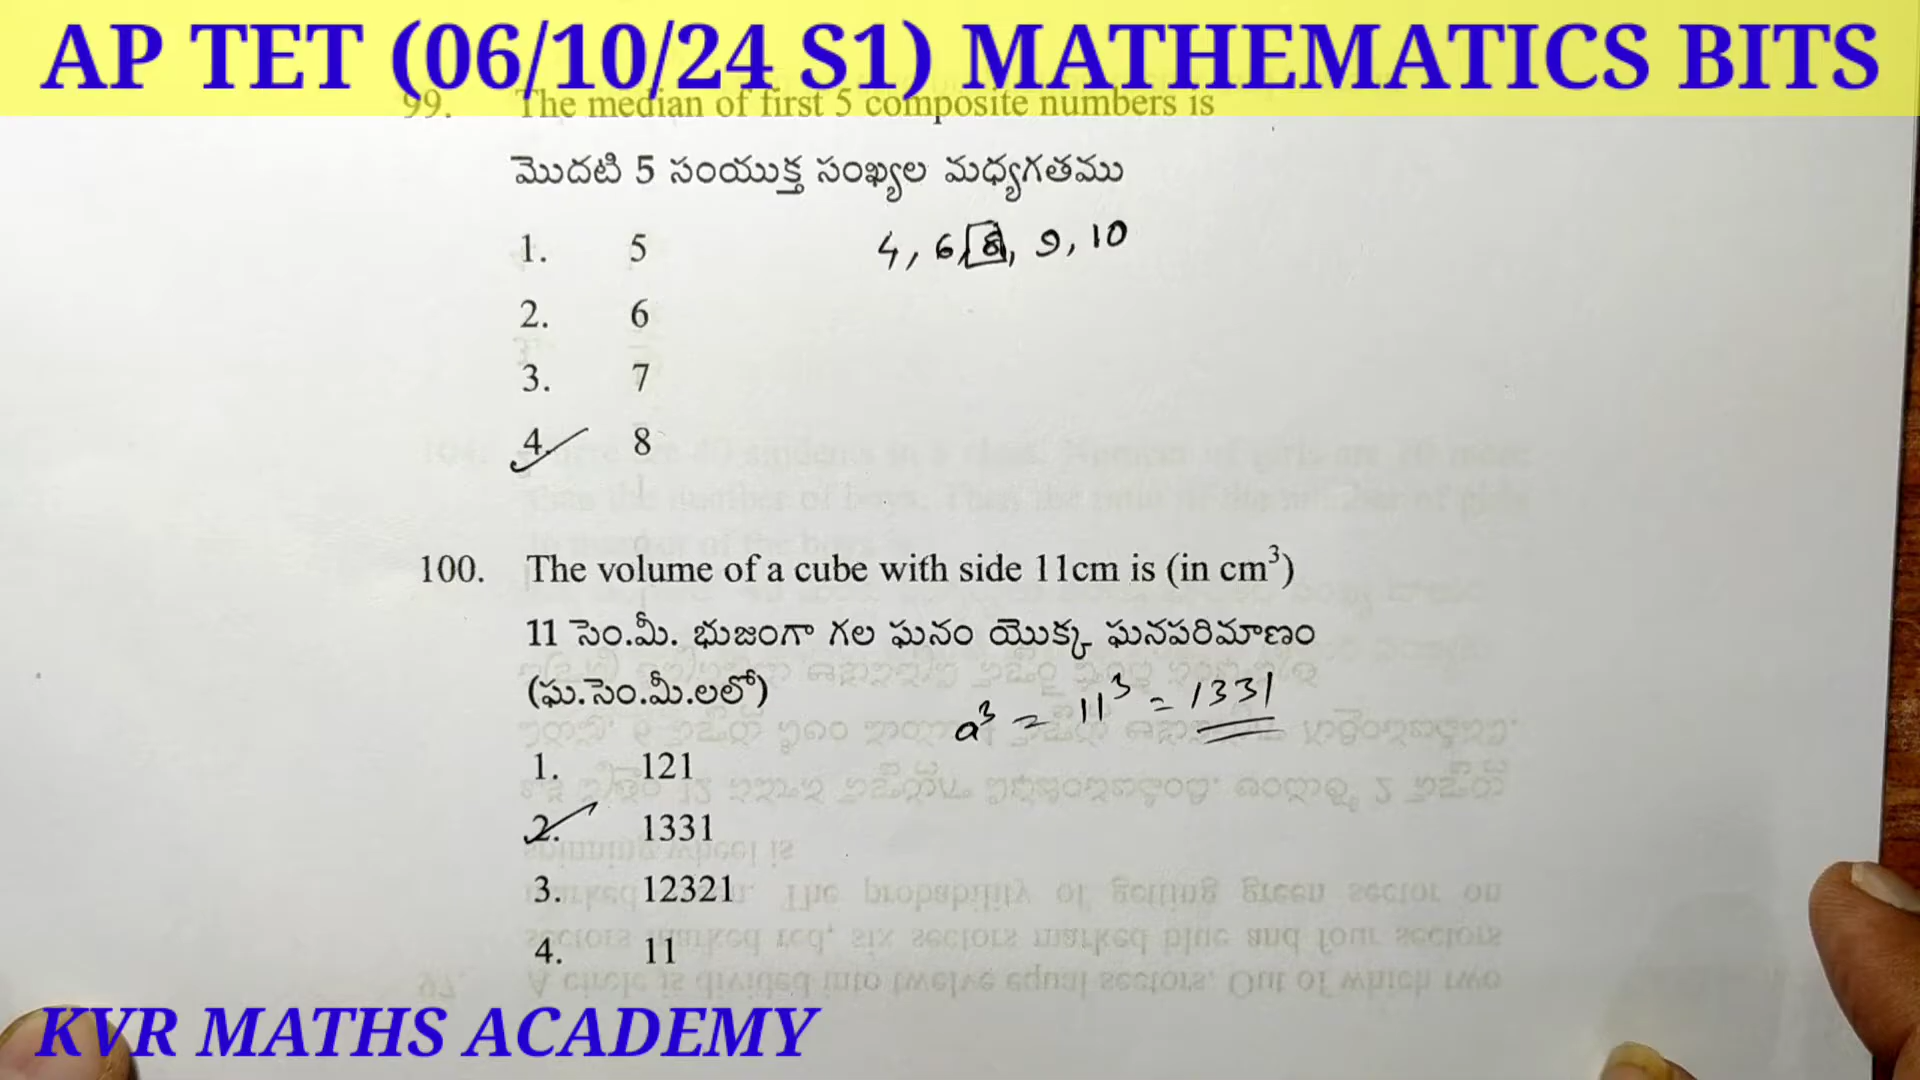 AP TET (06/10/24 S1) MATHEMATICS BITS
99. The median of first 5 composite numbers is
మొదటి 5 సంయుక్త సంఖ్యల మధ్యగతము
1. 5
4, 6, 8, 9, 10
2. 6
3. 7
4. 8
100. The volume of a cube with side 11cm is (in cm³)
11 సెం.మీ. భుజంగా గల ఘనం యొక్క ఘనపరిమాణం
(ఘ.సెం.మీ.లలో)
a³ = 11³ = 1331
1. 121
2. 1331
3. 12321
4. 11
KVR MATHS ACADEMY